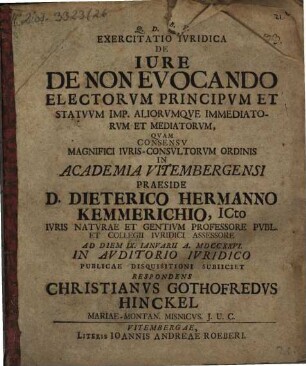 EXERCITATIO IVRIDICA
DE
IURE
DE NON EVOCANDO
ELECTORVM PRINCIPVM ET
STATVVM IMP. ALIORVMQVE IMMEDIATO-
RVM ET MEDIATORVM,
QVAM
CONSENSV
MAGNIFICI IVRIS-CONSVLTORVM ORDINIS
IN
ACADEMIA VITEMBERGENSI
PRAESIDE
D. DIETERICO HERMANNO
KEMMERICHIO, ICto
IVRIS NATVRAE ET GENTIVM PROFESSORE PVBL.
ET COLLEGII IVRIDICI ASSESSORE
AD DIEM IX. IANVARII A. MDCCXXVI.
IN AVDITORIO IVRIDICO
PVBLICAE DISQVISITIONI SVBIICIET
RESPONDENS
CHRISTIANVS GOTHOFREDVS
HINCKEL
MARIAE-MONTAN. MISNICVS. J. U. C.
VITEMBERGAE,
LITERIS IOANNIS ANDREAE ROEBERI.